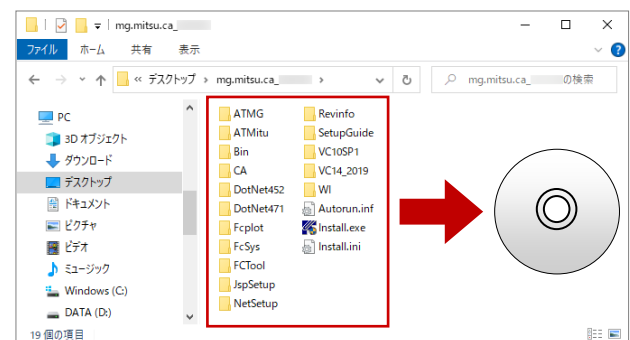 mg.mitsu.ca_
ファイル ホーム 共有 表示
« デスクトップ › mg.mitsu.ca_ ›
mg.mitsu.ca_ の検索
PC
3D オブジェクト
ダウンロード
デスクトップ
ドキュメント
ピクチャ
ビデオ
ミュージック
Windows (C:)
DATA (D:)
ATMG
ATMitu
Bin
CA
DotNet452
DotNet471
Fcplot
FcSys
FCTool
JspSetup
NetSetup
Revinfo
SetupGuide
VC10SP1
VC14_2019
WI
Autorun.inf
Install.exe
Install.ini
19 個の項目